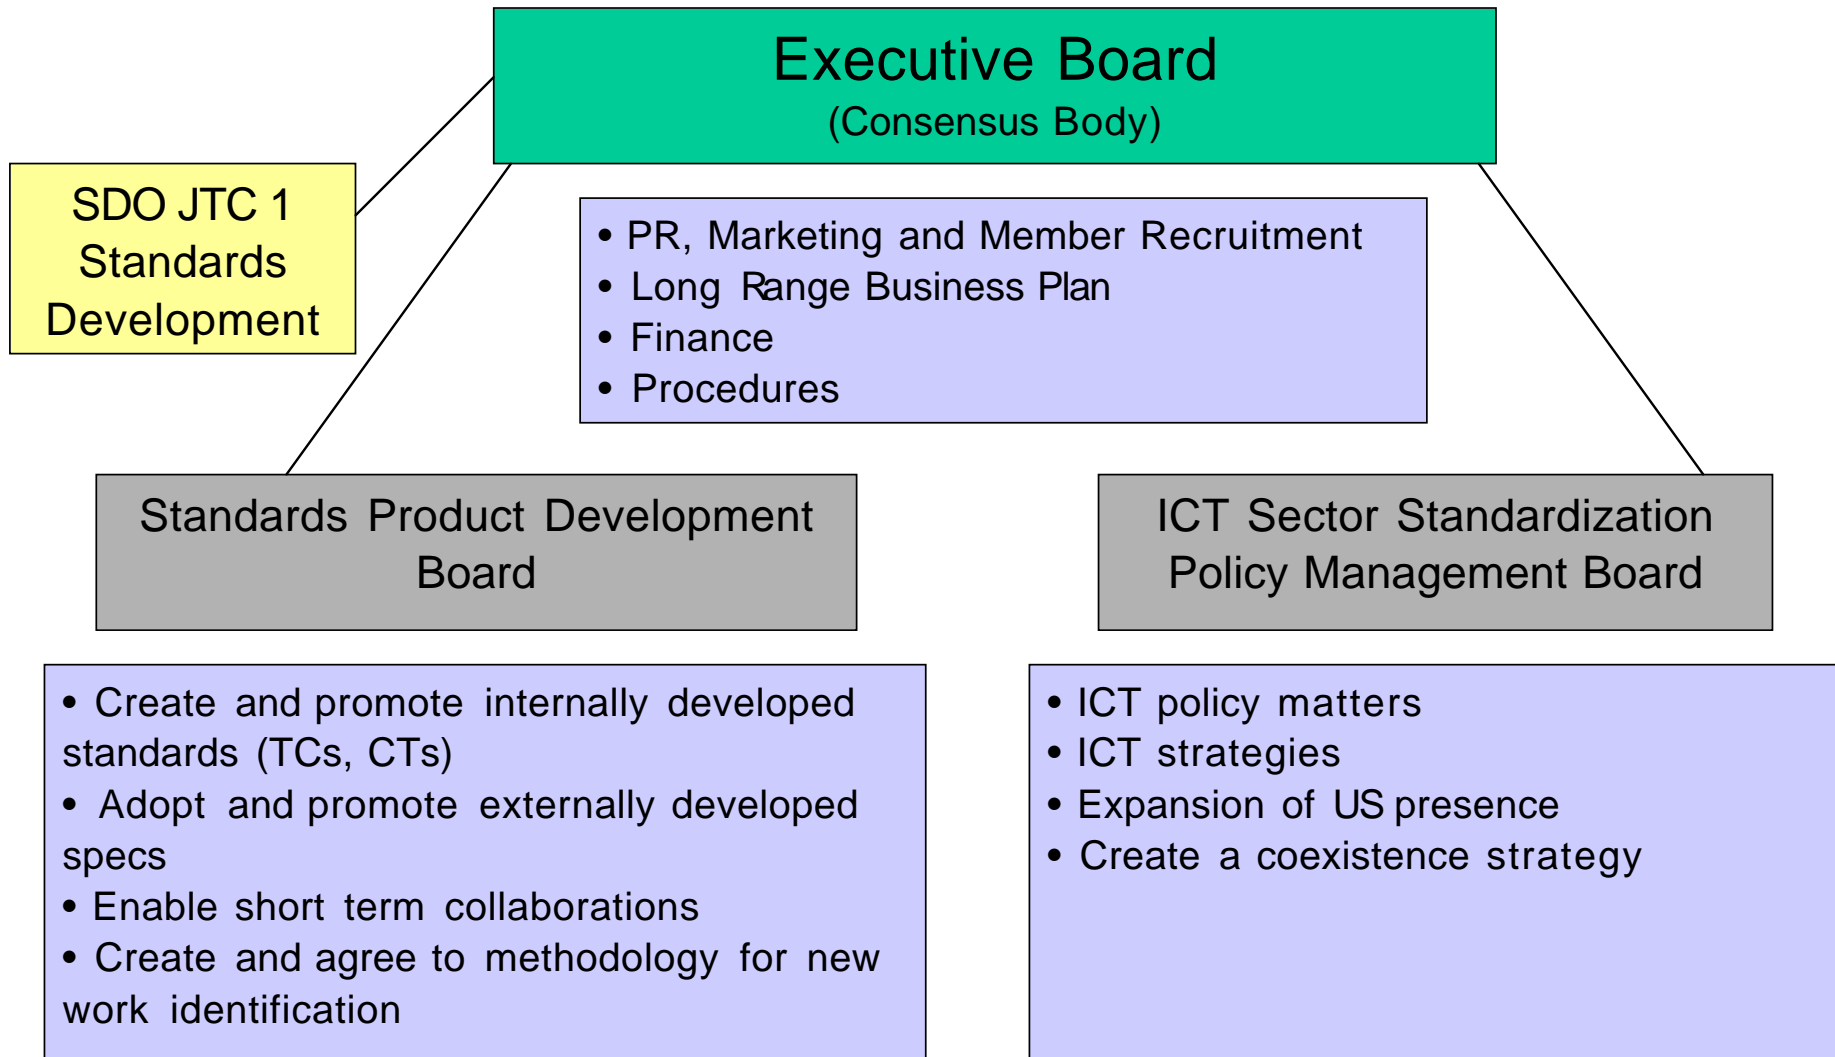 Executive Board
(Consensus Body)
SDO JTC 1
Standards
Development
• PR, Marketing and Member Recruitment
• Long Range Business Plan
• Finance
• Procedures
Standards Product Development
Board
ICT Sector Standardization
Policy Management Board
• Create and promote internally developed
standards (TCs, CTs)
• Adopt and promote externally developed
specs
• Enable short term collaborations
• Create and agree to methodology for new
work identification
• ICT policy matters
• ICT strategies
• Expansion of US presence
• Create a coexistence strategy